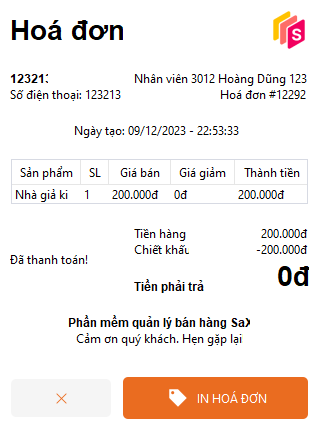 Hoá đơn
S
12321 Nhân viên 3012 Hoàng Dũng 123
Số điện thoại: 123213 Hoá đơn #12292
Ngày tạo: 09/12/2023 - 22:53:33
Sản phẩm SL Giá bán Giá giảm Thành tiền
Nhà giả ki 1 200.000đ 0đ 200.000đ
Tiền hàng 200.000đ
Chiết khấu -200.000đ
Đã thanh toán!
Tiền phải trả 0đ
Phần mềm quản lý bán hàng SaX
Cảm ơn quý khách. Hẹn gặp lại
IN HOÁ ĐƠN